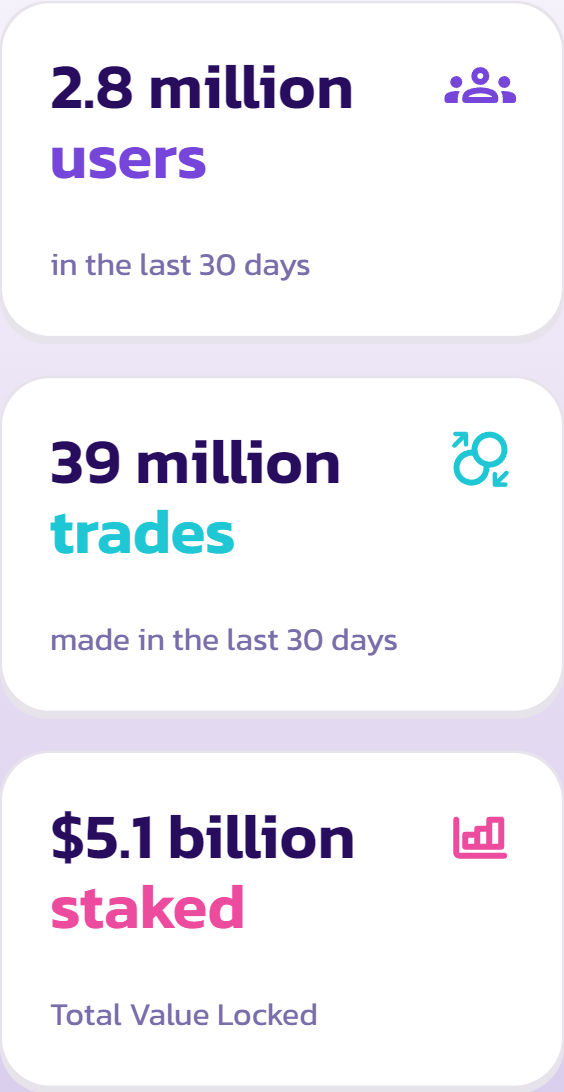 2.8 million
users
in the last 30 days
39 million
trades
made in the last 30 days
$5.1 billion
staked
Total Value Locked